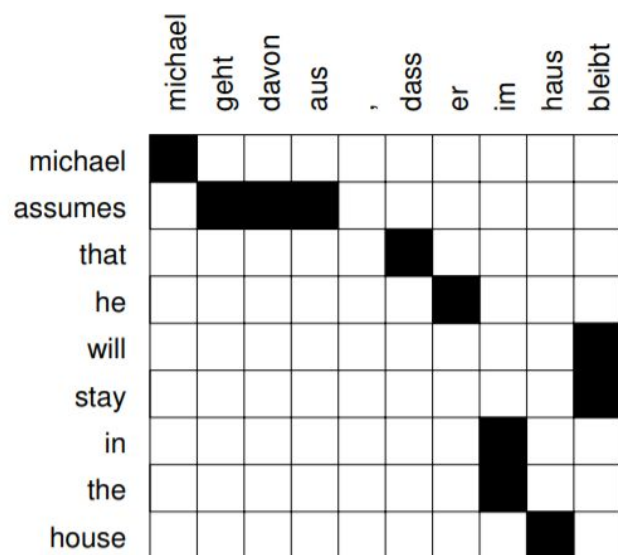 michael geht davon aus , dass er im haus bleibt
michael
assumes
that
he
will
stay
in
the
house